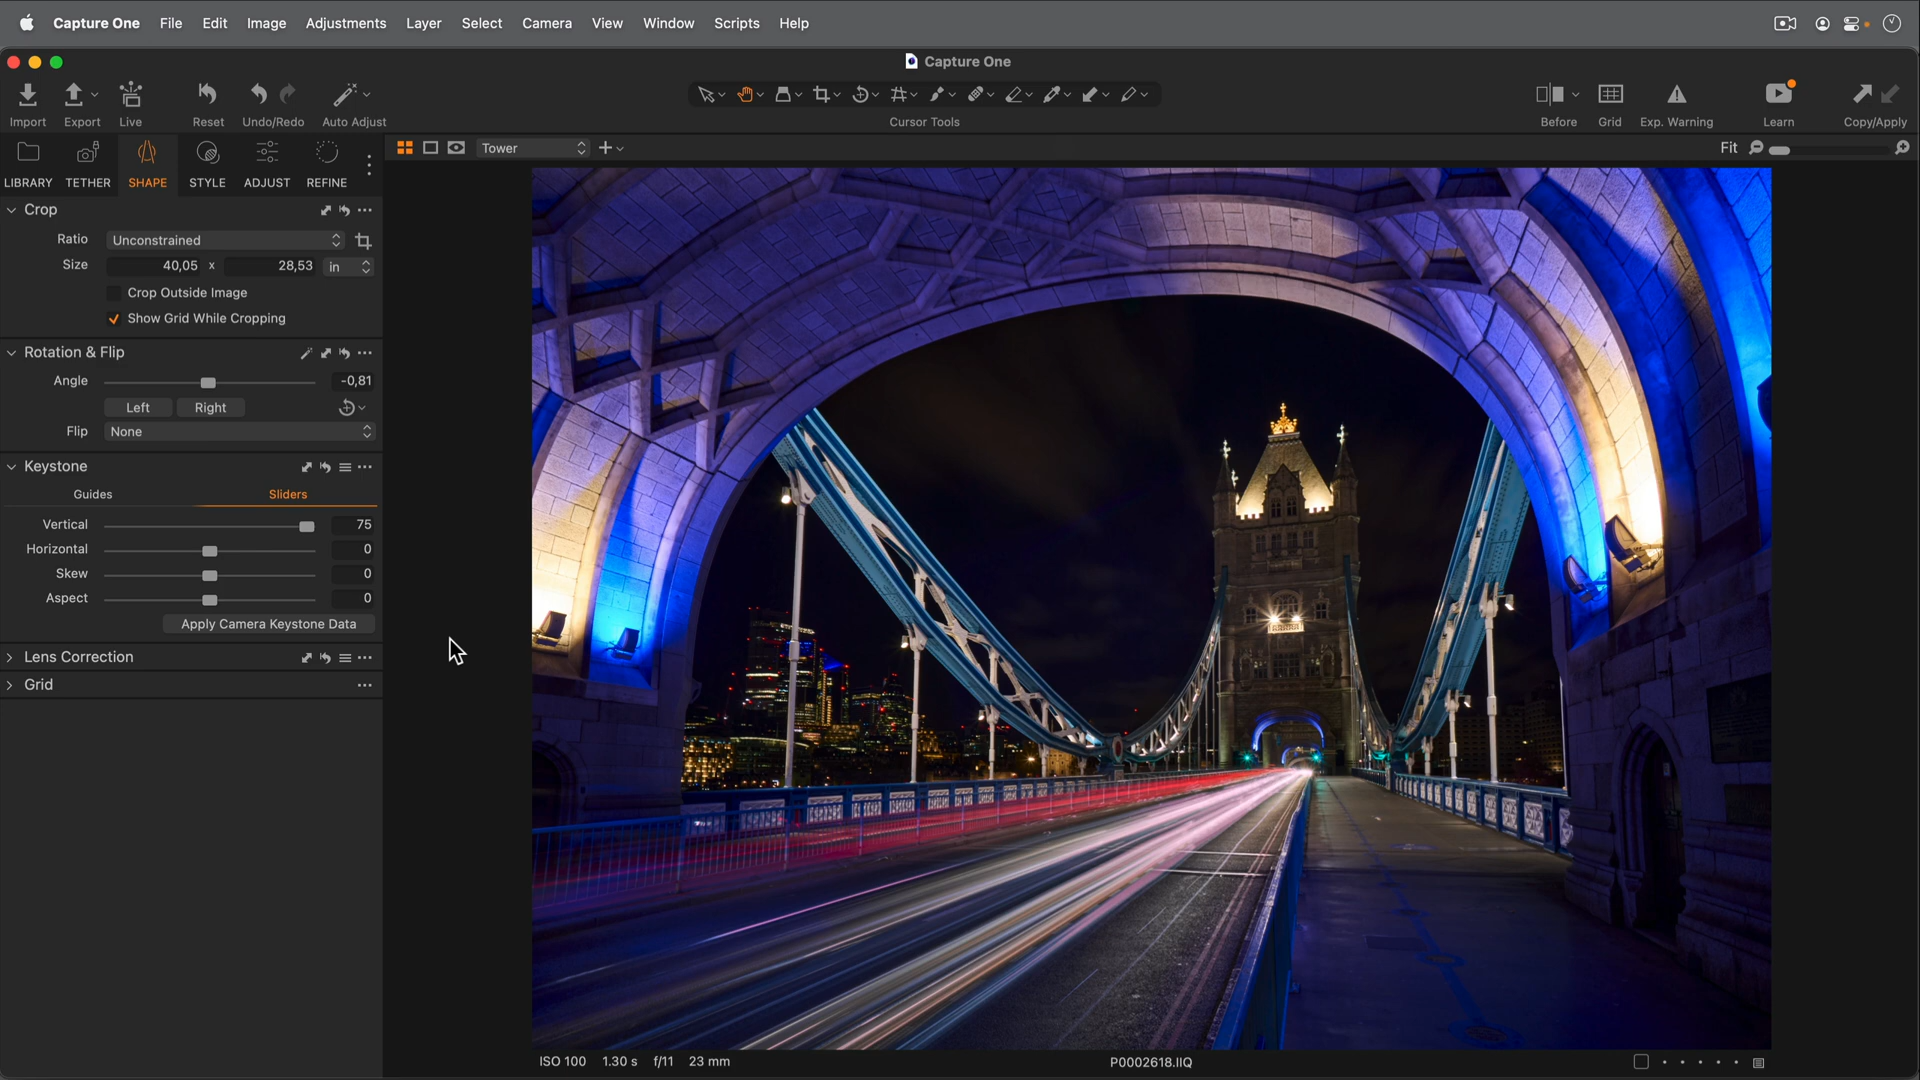 Capture One File Edit Image Adjustments Layer Select Camera View Window Scripts Help
Capture One
Import Export Live Reset Undo/Redo Auto Adjust Cursor Tools Before Grid Exp. Warning Learn Copy/Apply
LIBRARY TETHER SHAPE STYLE ADJUST REFINE
Tower
Fit
Crop
Ratio Unconstrained
Size 40,05 x 28,53 in
Crop Outside Image
Show Grid While Cropping
Rotation & Flip
Angle -0,81
Left Right
Flip None
Keystone
Guides Sliders
Vertical 75
Horizontal 0
Skew 0
Aspect 0
Apply Camera Keystone Data
Lens Correction
Grid
ISO 100 1.30 s f/11 23 mm
P0002618.IIQ